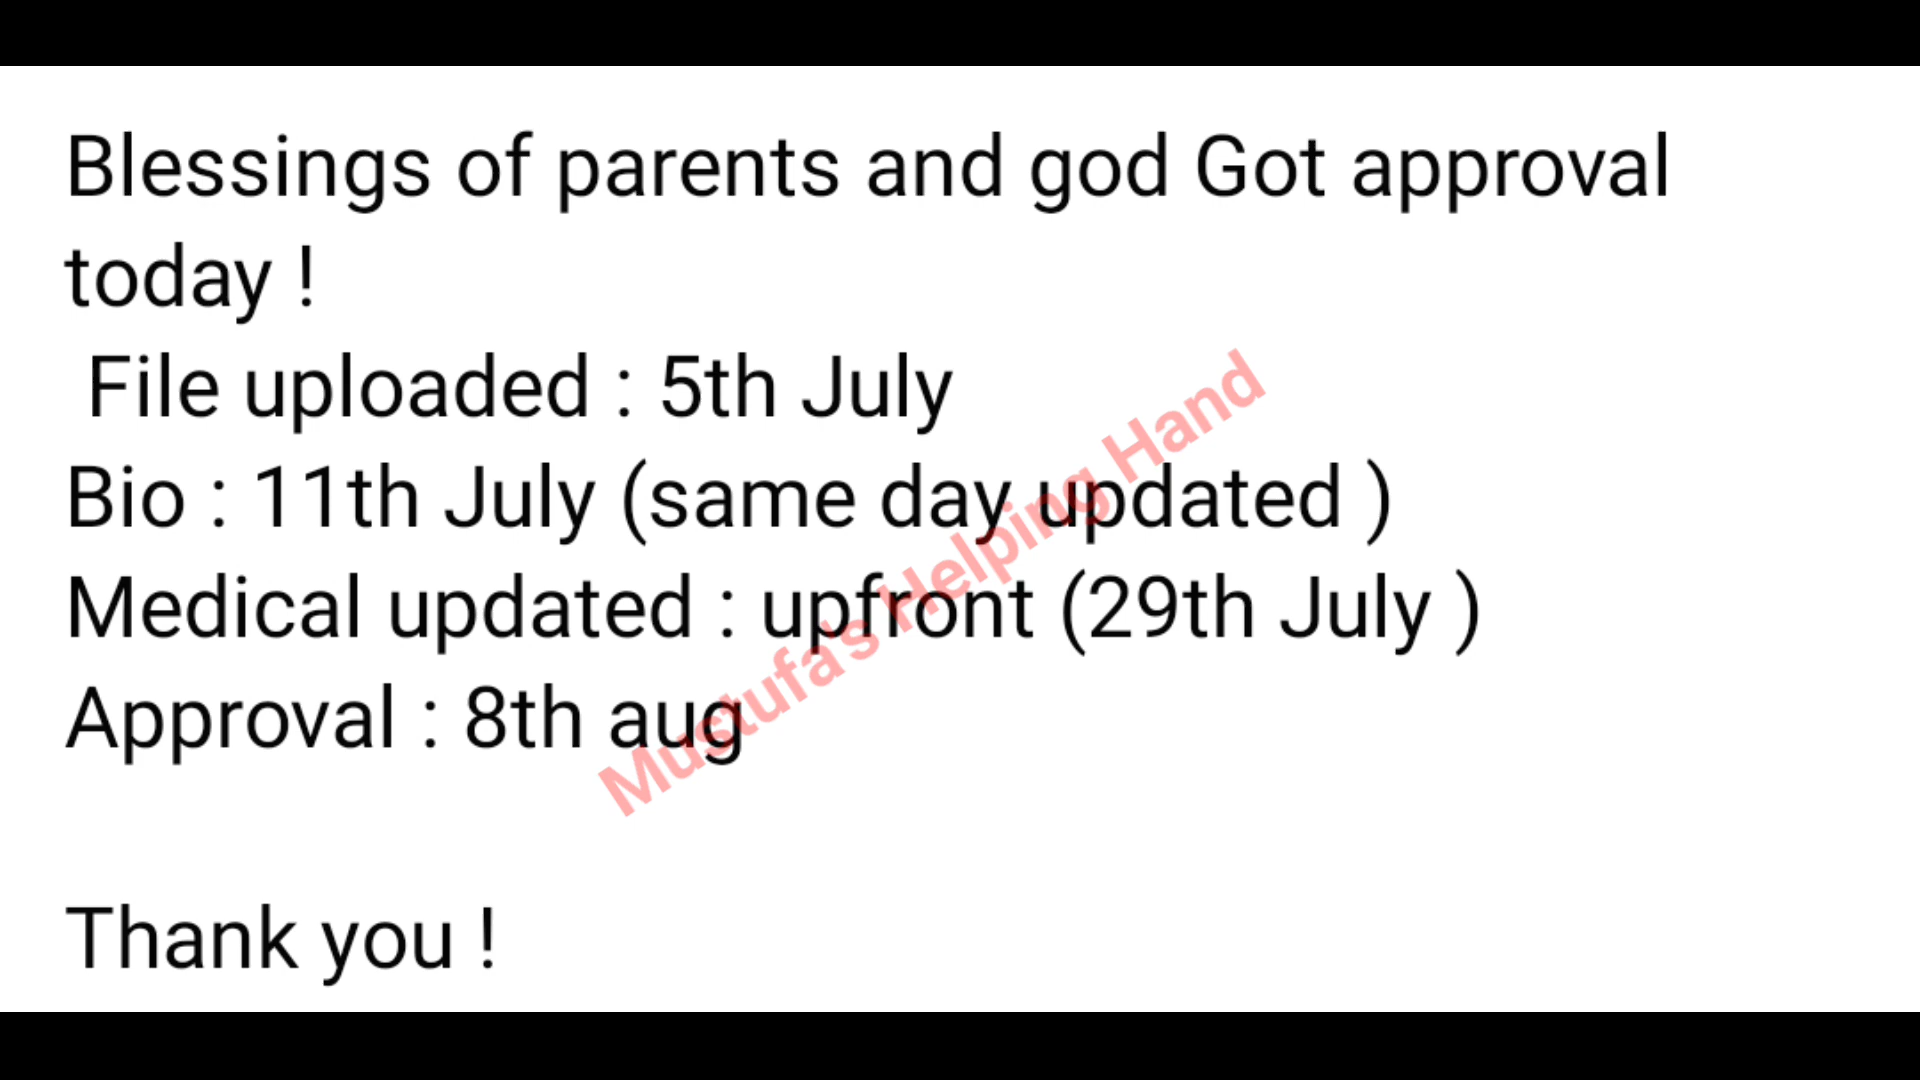 Blessings of parents and god Got approval
today !
File uploaded : 5th July
Bio : 11th July (same day updated )
Medical updated : upfront (29th July )
Approval : 8th aug
Thank you !
Mustufa's Helping Hand